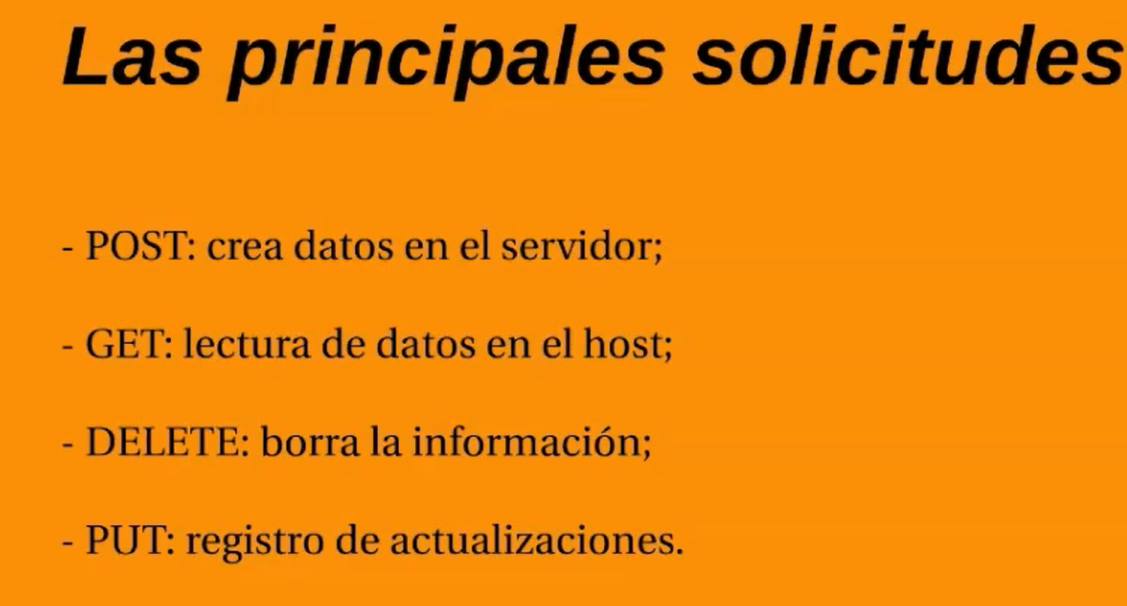 Las principales solicitudes
- POST: crea datos en el servidor;
- GET: lectura de datos en el host;
- DELETE: borra la información;
- PUT: registro de actualizaciones.